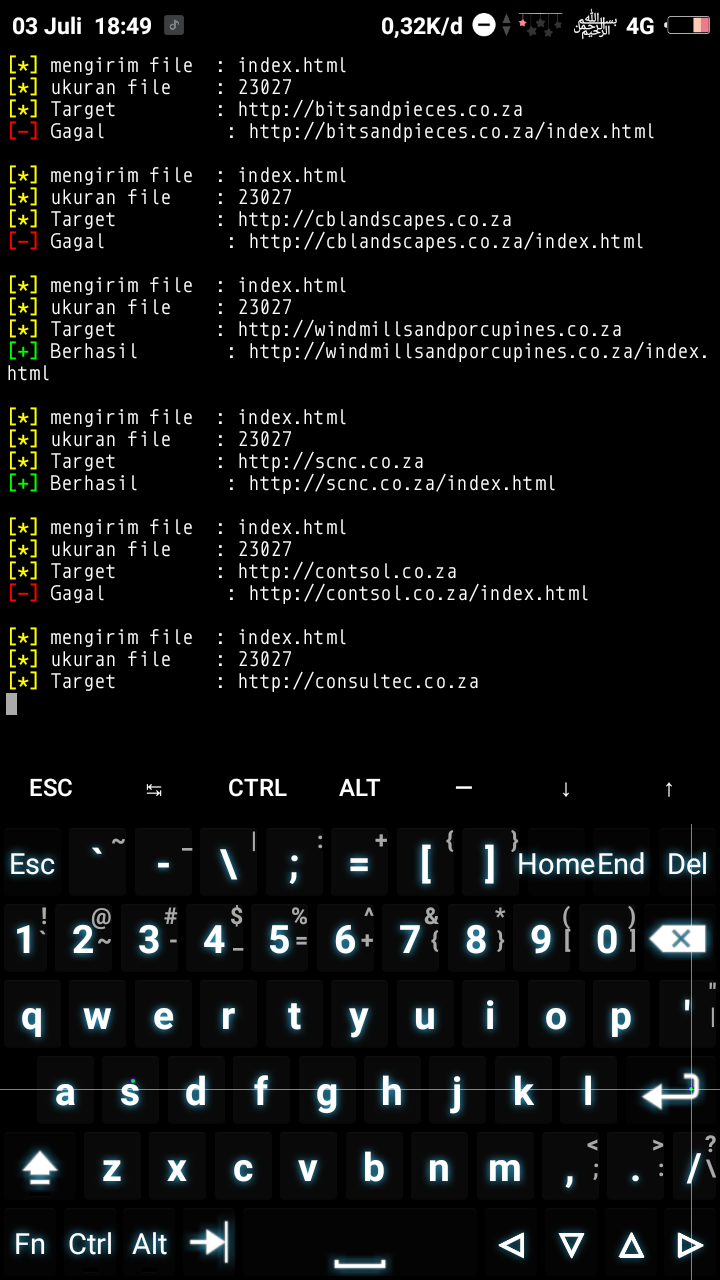 03 Juli 18:49 0,32K/d 4G
[*] mengirim file : index.html
[*] ukuran file : 23027
[*] Target : http://bitsandpieces.co.za
[-] Gagal : http://bitsandpieces.co.za/index.html
[*] mengirim file : index.html
[*] ukuran file : 23027
[*] Target : http://cblandscapes.co.za
[-] Gagal : http://cblandscapes.co.za/index.html
[*] mengirim file : index.html
[*] ukuran file : 23027
[*] Target : http://windmillsandporcupines.co.za
[+] Berhasil : http://windmillsandporcupines.co.za/index.
html
[*] mengirim file : index.html
[*] ukuran file : 23027
[*] Target : http://scnc.co.za
[+] Berhasil : http://scnc.co.za/index.html
[*] mengirim file : index.html
[*] ukuran file : 23027
[*] Target : http://contsol.co.za
[-] Gagal : http://contsol.co.za/index.html
[*] mengirim file : index.html
[*] ukuran file : 23027
[*] Target : http://consultec.co.za
ESC ↹ CTRL ALT — ↓ ↑
~ _ | : + { }
Esc ` - \ ; = [ ] Home End Del
! @ # $ % ^ & * ( )
1 ` 2 ~ 3 - 4 _ 5 = 6 + 7 { 8 } 9 [ 0 ]
q w e r t y u i o p ' " |
a s d f g h j k l
z x c v b n m , < ; . > : / ? \
Fn Ctrl Alt